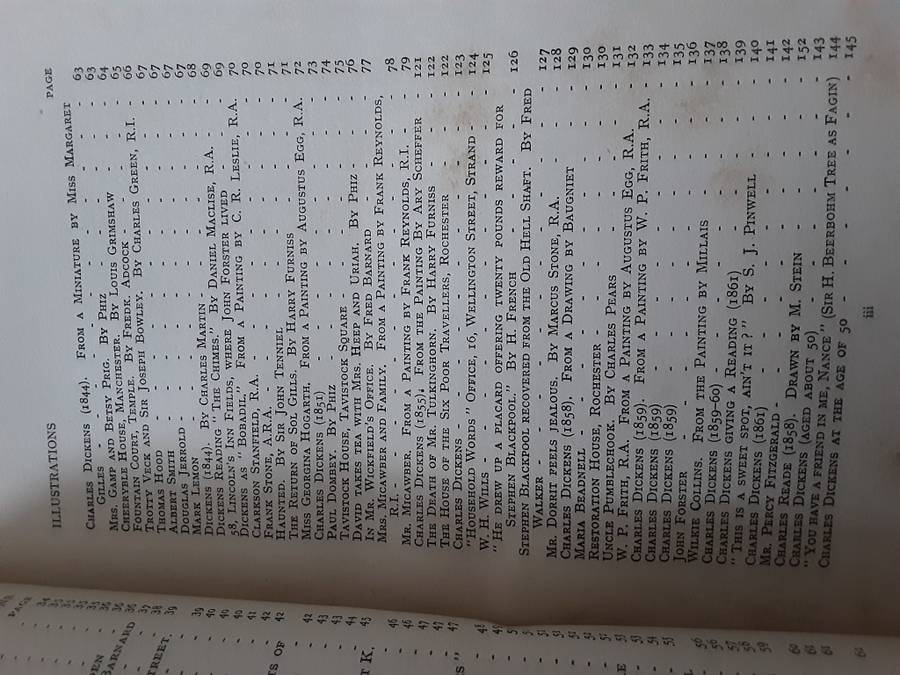 ILLUSTRATIONS
PAGE
CHARLES DICKENS (1844). FROM A MINIATURE BY MISS MARGARET 63
GILLES - 63
MRS. GAMP AND BETSY PRIG. BY PHIZ - 64
CHEERYBLE HOUSE, MANCHESTER. BY LOUIS GRIMSHAW - 65
FOUNTAIN COURT, TEMPLE. BY FREDK. ADCOCK - 66
TROTTY VECK AND SIR JOSEPH BOWLEY. BY CHARLES GREEN, R.I. - 67
THOMAS HOOD - 67
ALBERT SMITH - 67
DOUGLAS JERROLD - 67
MARK LEMON - 67
DICKENS (1844). BY CHARLES MARTIN - 68
DICKENS READING "THE CHIMES." BY DANIEL MACLISE, R.A. - 69
58, LINCOLN'S INN FIELDS, WHERE JOHN FORSTER LIVED - 69
DICKENS AS "BOBADIL." FROM A PAINTING BY C. R. LESLIE, R.A. 70
CLARKSON STANFIELD, R.A. - 70
FRANK STONE, A.R.A. - 70
HAUNTED MAN. BY SIR JOHN TENNIEL - 71
THE RETURN OF SOL GILLS. BY HARRY FURNISS - 71
MISS GEORGINA HOGARTH. FROM A PAINTING BY AUGUSTUS EGG, R.A. 72
CHARLES DICKENS (1851) - 73
PAUL DOMBEY. BY PHIZ - 74
TAVISTOCK HOUSE, TAVISTOCK SQUARE - 75
DAVID TAKES TEA WITH MRS. HEEP AND URIAH. BY PHIZ - 76
IN MR. WICKFIELD'S OFFICE. BY FRED BARNARD - 77
MRS. MICAWBER AND FAMILY. FROM A PAINTING BY FRANK REYNOLDS,
R.I. - 78
MR. MICAWBER. FROM A PAINTING BY FRANK REYNOLDS, R.I. - 79
CHARLES DICKENS (1855). FROM THE PAINTING BY ARY SCHEFFER 121
THE DEATH OF MR. TULKINGHORN. BY HARRY FURNISS - 122
THE HOUSE OF THE SIX POOR TRAVELLERS, ROCHESTER - 122
CHARLES DICKENS - 123
"HOUSEHOLD WORDS" OFFICE, 16, WELLINGTON STREET, STRAND - 124
W. H. WILLS - 125
"HE DREW UP A PLACARD OFFERING TWENTY POUNDS REWARD FOR
STEPHEN BLACKPOOL." BY H. FRENCH - 126
STEPHEN BLACKPOOL RECOVERED FROM THE OLD HELL SHAFT. BY FRED
WALKER - 127
MR. DORRIT FEELS JEALOUS. BY MARCUS STONE, R.A. - 128
CHARLES DICKENS (1858). FROM A DRAWING BY BAUGNIET - 129
MARIA BEADNELL - 130
RESTORATION HOUSE, ROCHESTER - 130
UNCLE PUMBLECHOOK. BY CHARLES PEARS - 131
W. P. FRITH, R.A. FROM A PAINTING BY AUGUSTUS EGG, R.A. - 132
CHARLES DICKENS (1859). FROM A PAINTING BY W. P. FRITH, R.A. - 133
CHARLES DICKENS (1859) - 134
CHARLES DICKENS (1859) - 135
JOHN FORSTER - 136
WILKIE COLLINS. FROM THE PAINTING BY MILLAIS - 137
CHARLES DICKENS (1859-60) - 138
CHARLES DICKENS GIVING A READING (1861) - 139
"THIS IS A SWEET SPOT, AIN'T IT?" BY S. J. PINWELL - 140
CHARLES DICKENS (1861) - 141
MR. PERCY FITZGERALD - 142
CHARLES READE (1858). DRAWN BY M. STEIN - 152
CHARLES DICKENS (AGED ABOUT 50) - 143
"YOU HAVE A FRIEND IN ME, NANCE" (SIR H. BEERBOHM TREE AS FAGIN) 144
CHARLES DICKENS AT THE AGE OF 50 - 145
iii